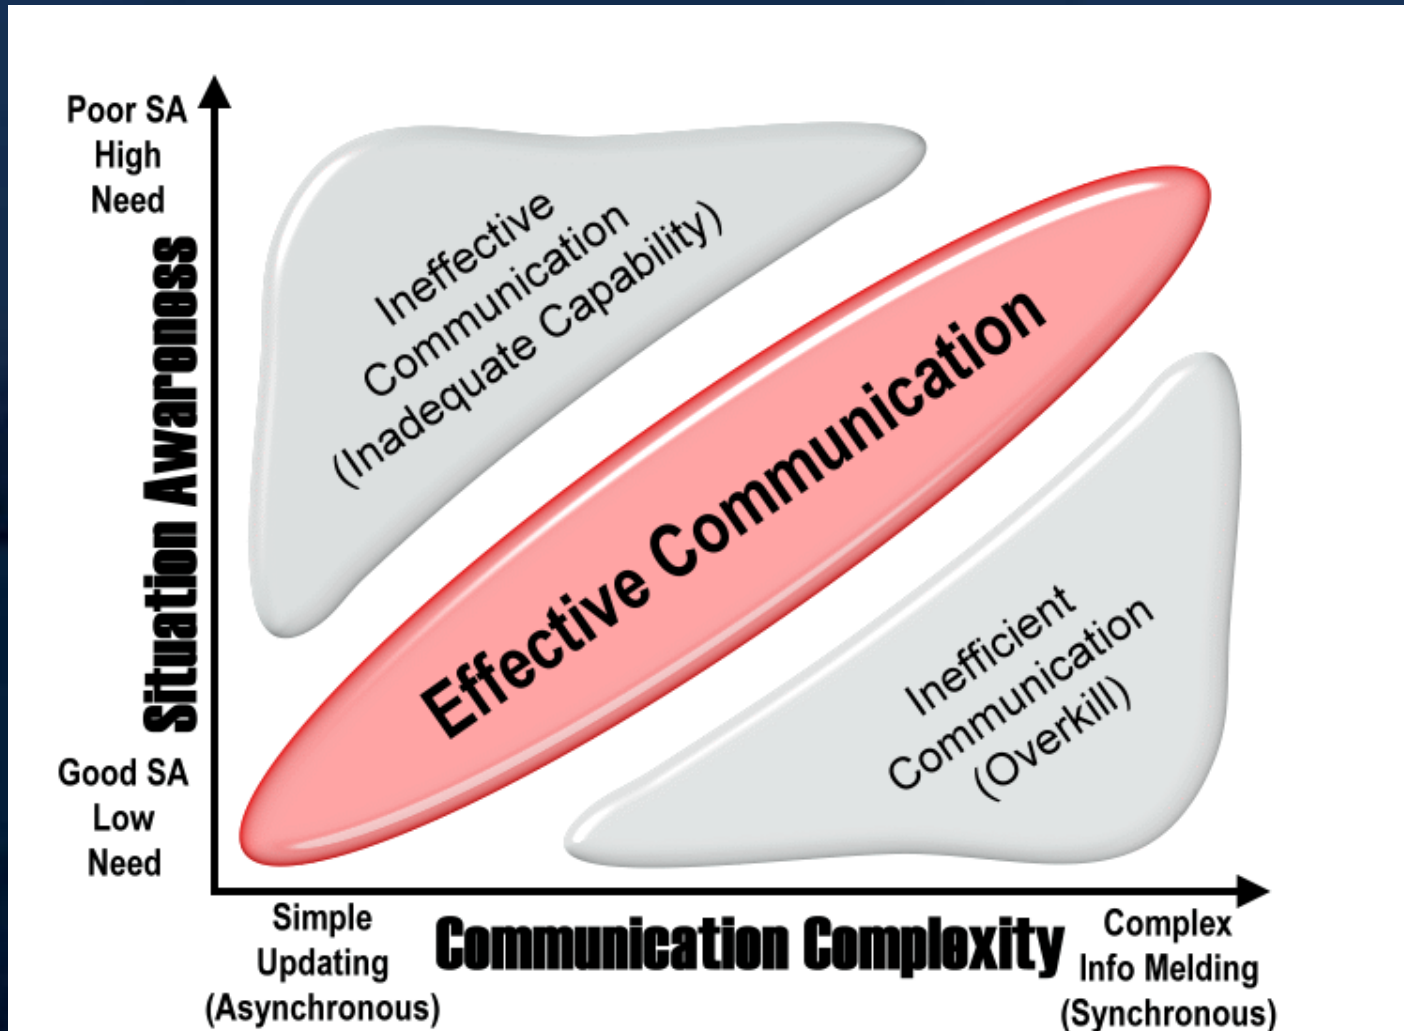 Poor SA
High
Need
Situation Awareness
Good SA
Low
Need
Ineffective
Communication
(Inadequate Capability)
Effective Communication
Inefficient
Communication
(Overkill)
Simple
Updating
(Asynchronous)
Communication Complexity
Complex
Info Melding
(Synchronous)